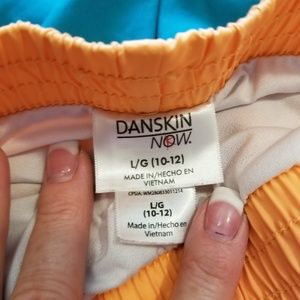 DANSKIN
NOW.
L/G (10-12)
MADE IN/HECHO EN
VIETNAM
L/G
(10-12)
Made in/Hecho en
Vietnam